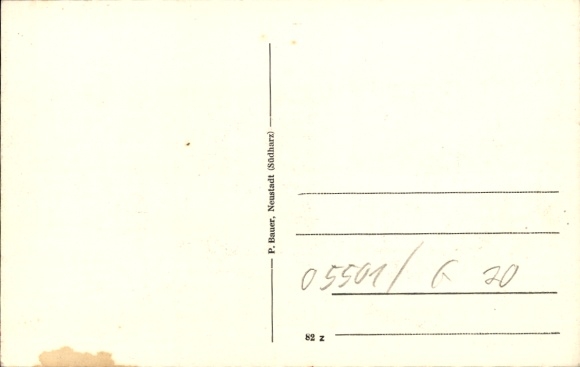 P. Bauer, Neustadt (Südharz)
05501/
20
82 z